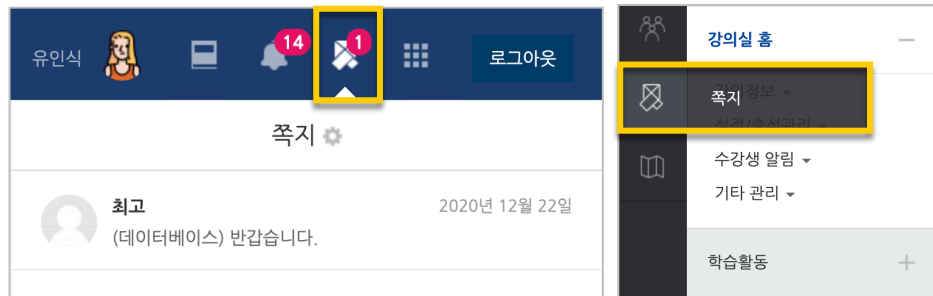 유인식
14
1
로그아웃
쪽지
최고
2020년 12월 22일
(데이터베이스) 반갑습니다.
강의실 홈
쪽지
수강생 알림
기타 관리
학습활동